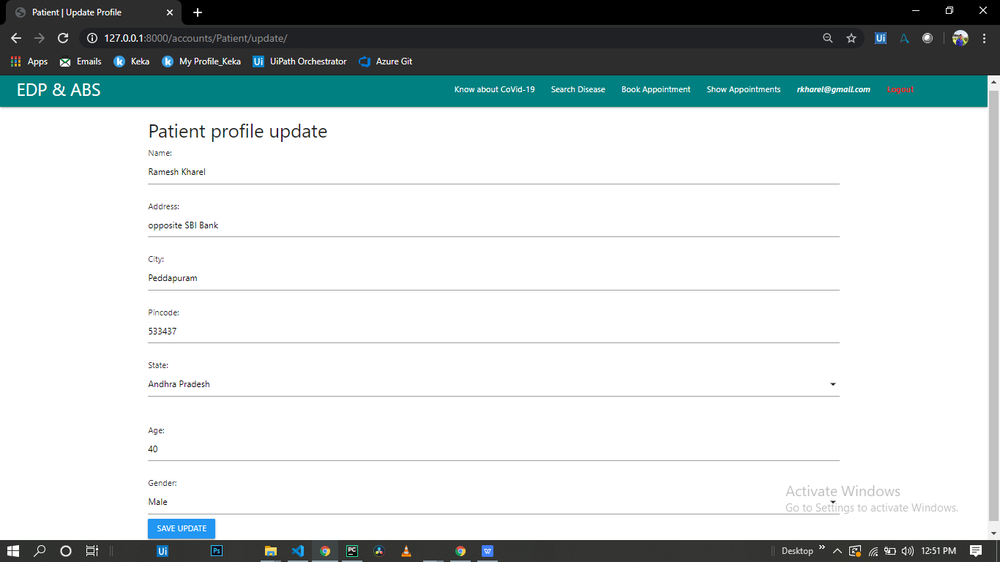 Patient | Update Profile
127.0.0.1:8000/accounts/Patient/update/
Apps Emails Keka My Profile_Keka UiPath Orchestrator Azure Git
EDP & ABS Know about CoVid-19 Search Disease Book Appointment Show Appointments rkharel@gmail.com Logout
Patient profile update
Name:
Ramesh Kharel
Address:
opposite SBI Bank
City:
Peddapuram
Pincode:
533437
State:
Andhra Pradesh
Age:
40
Gender:
Male
Activate Windows
Go to Settings to activate Windows.
SAVE UPDATE
Desktop 12:51 PM